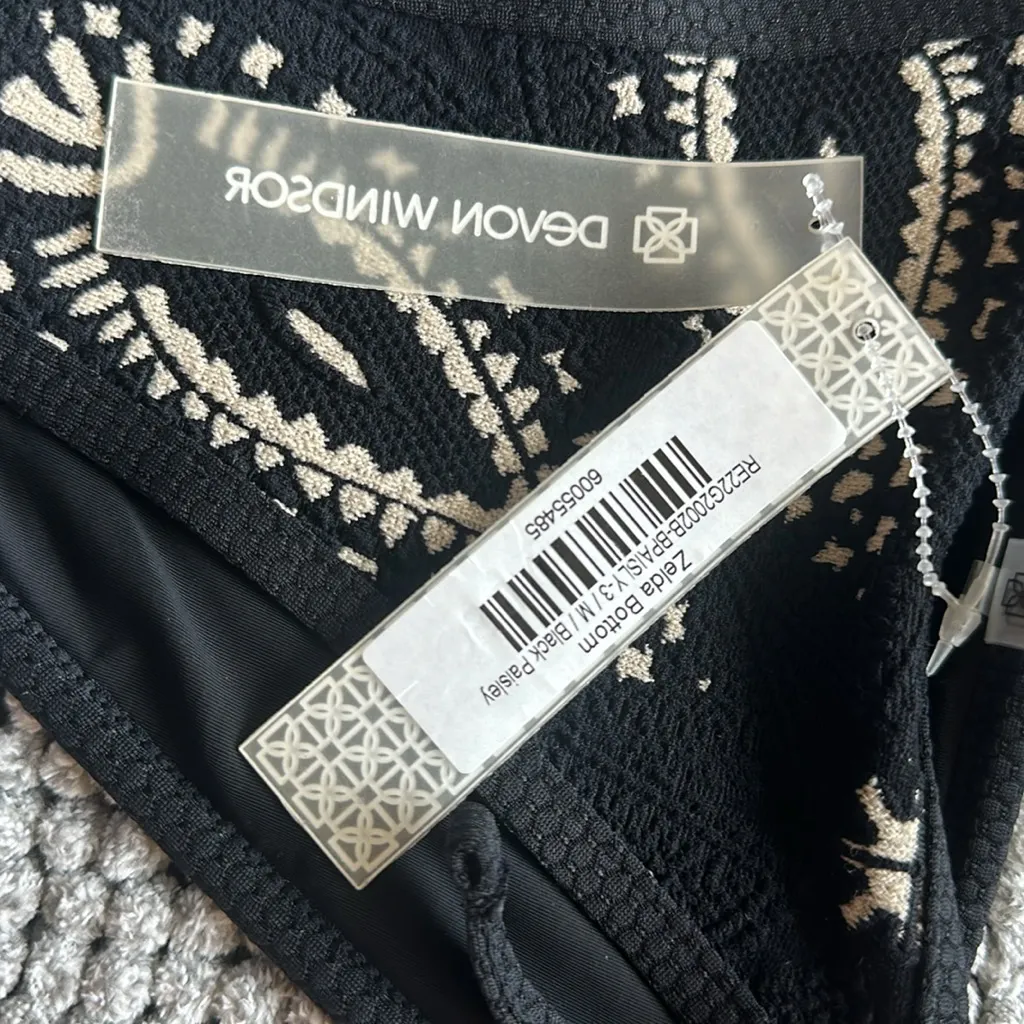 DEVON WINDSOR
RE22G2002B-BPAISLY-3 / M / Black Paisley
Zelda Bottom
60055485